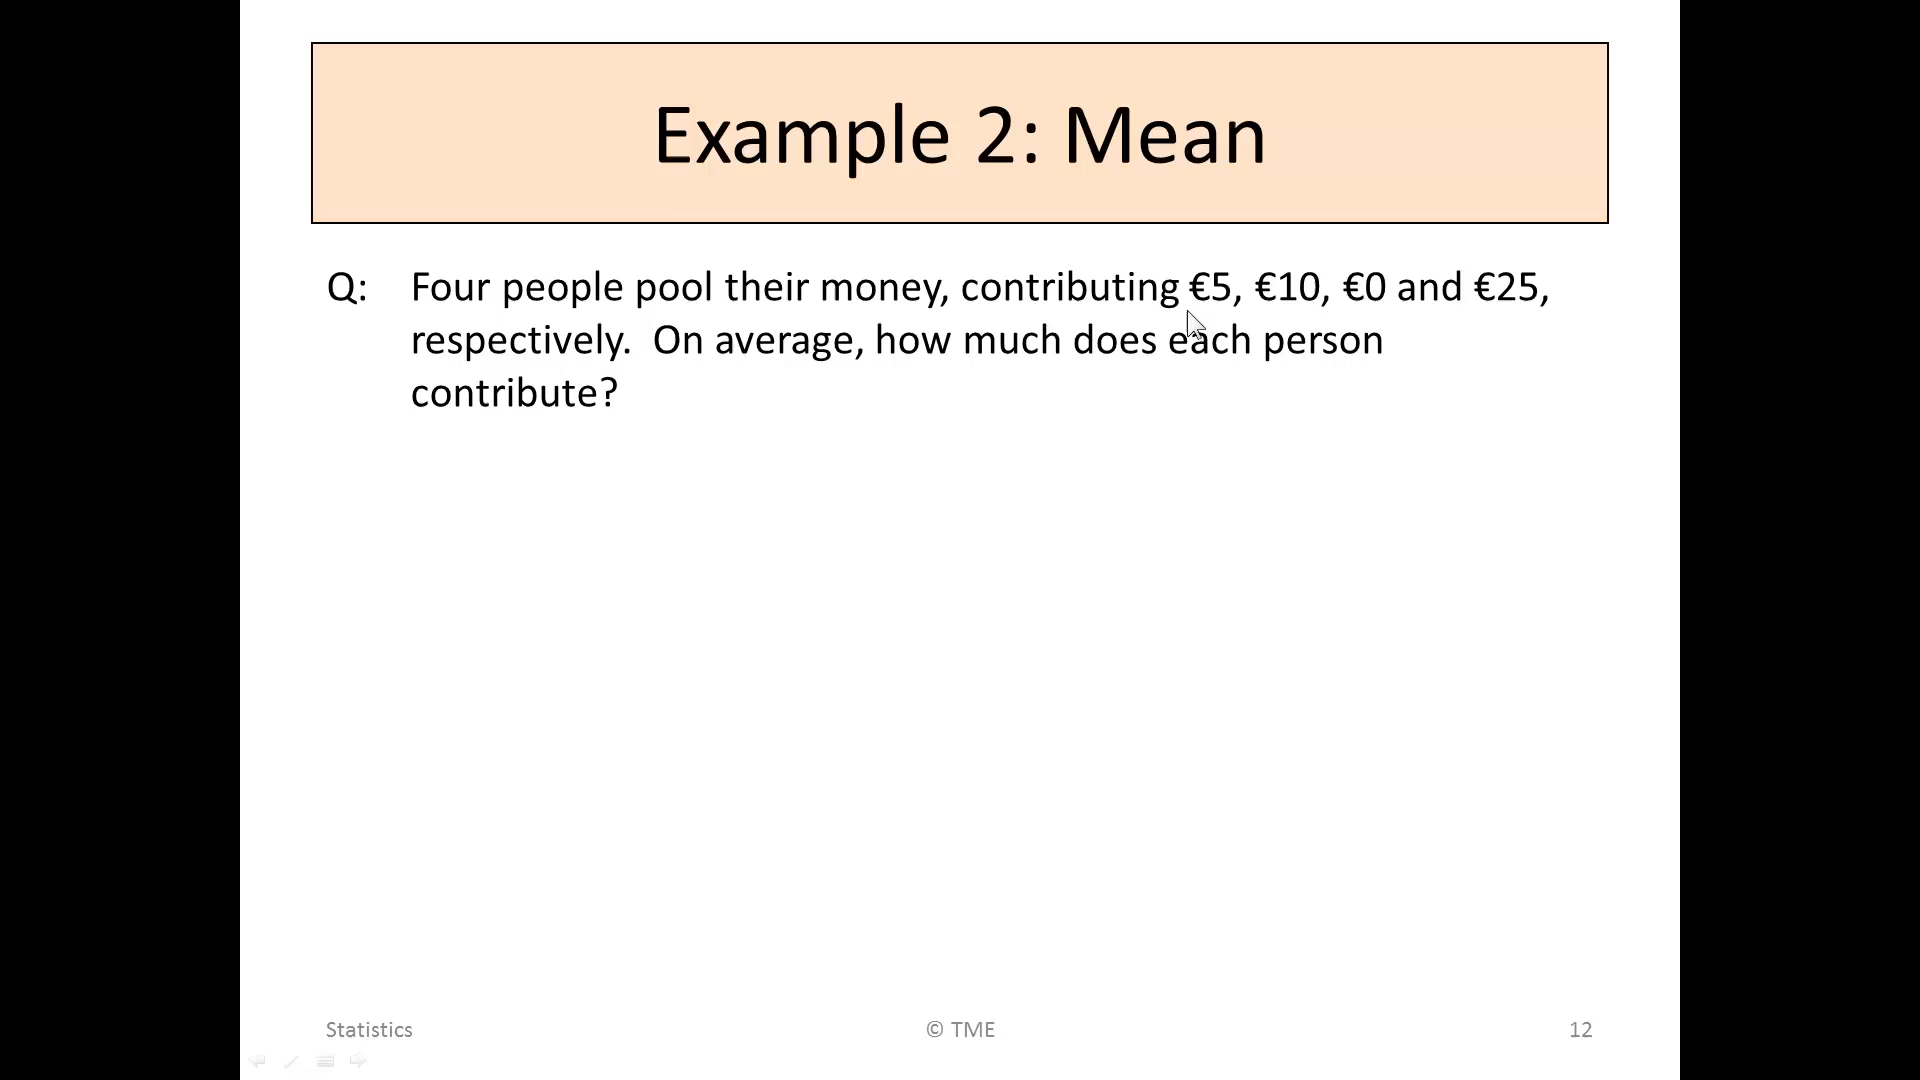 Example 2: Mean
Q: Four people pool their money, contributing €5, €10, €0 and €25,
respectively. On average, how much does each person
contribute?
Statistics © TME 12